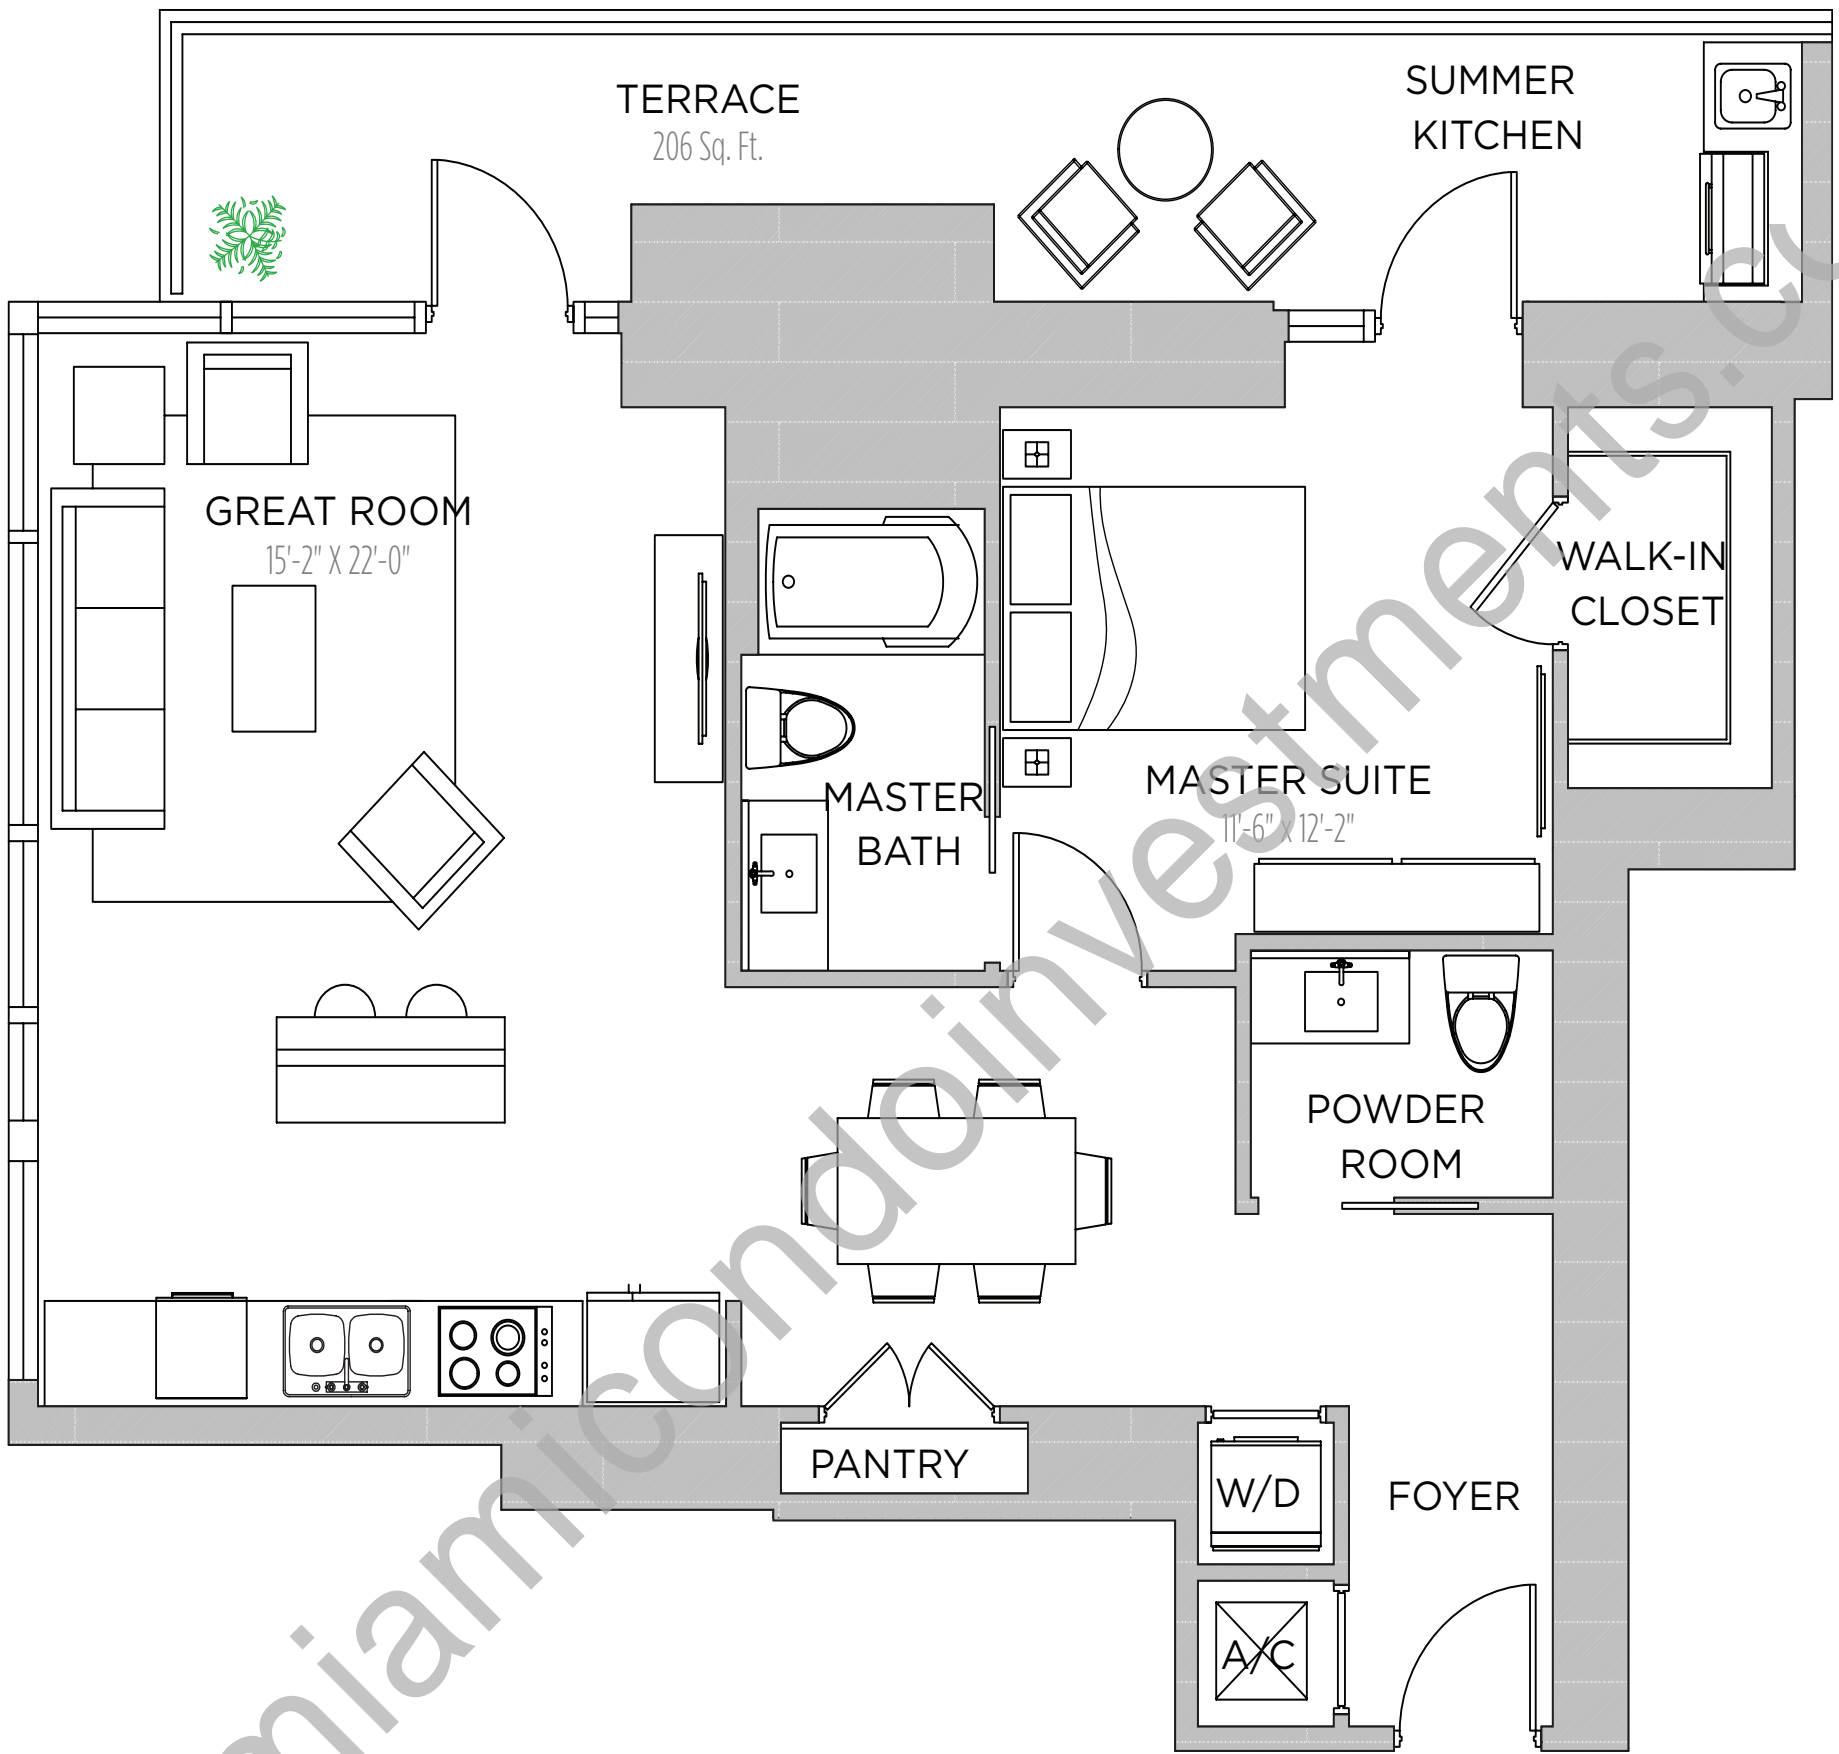 TERRACE
206 Sq. Ft.
SUMMER
KITCHEN
GREAT ROOM
15'-2" X 22'-0"
WALK-IN
CLOSET
MASTER SUITE
11'-6" x 12'-2"
MASTER
BATH
POWDER
ROOM
PANTRY
W/D
FOYER
A/C
miamicondoinvestments.co